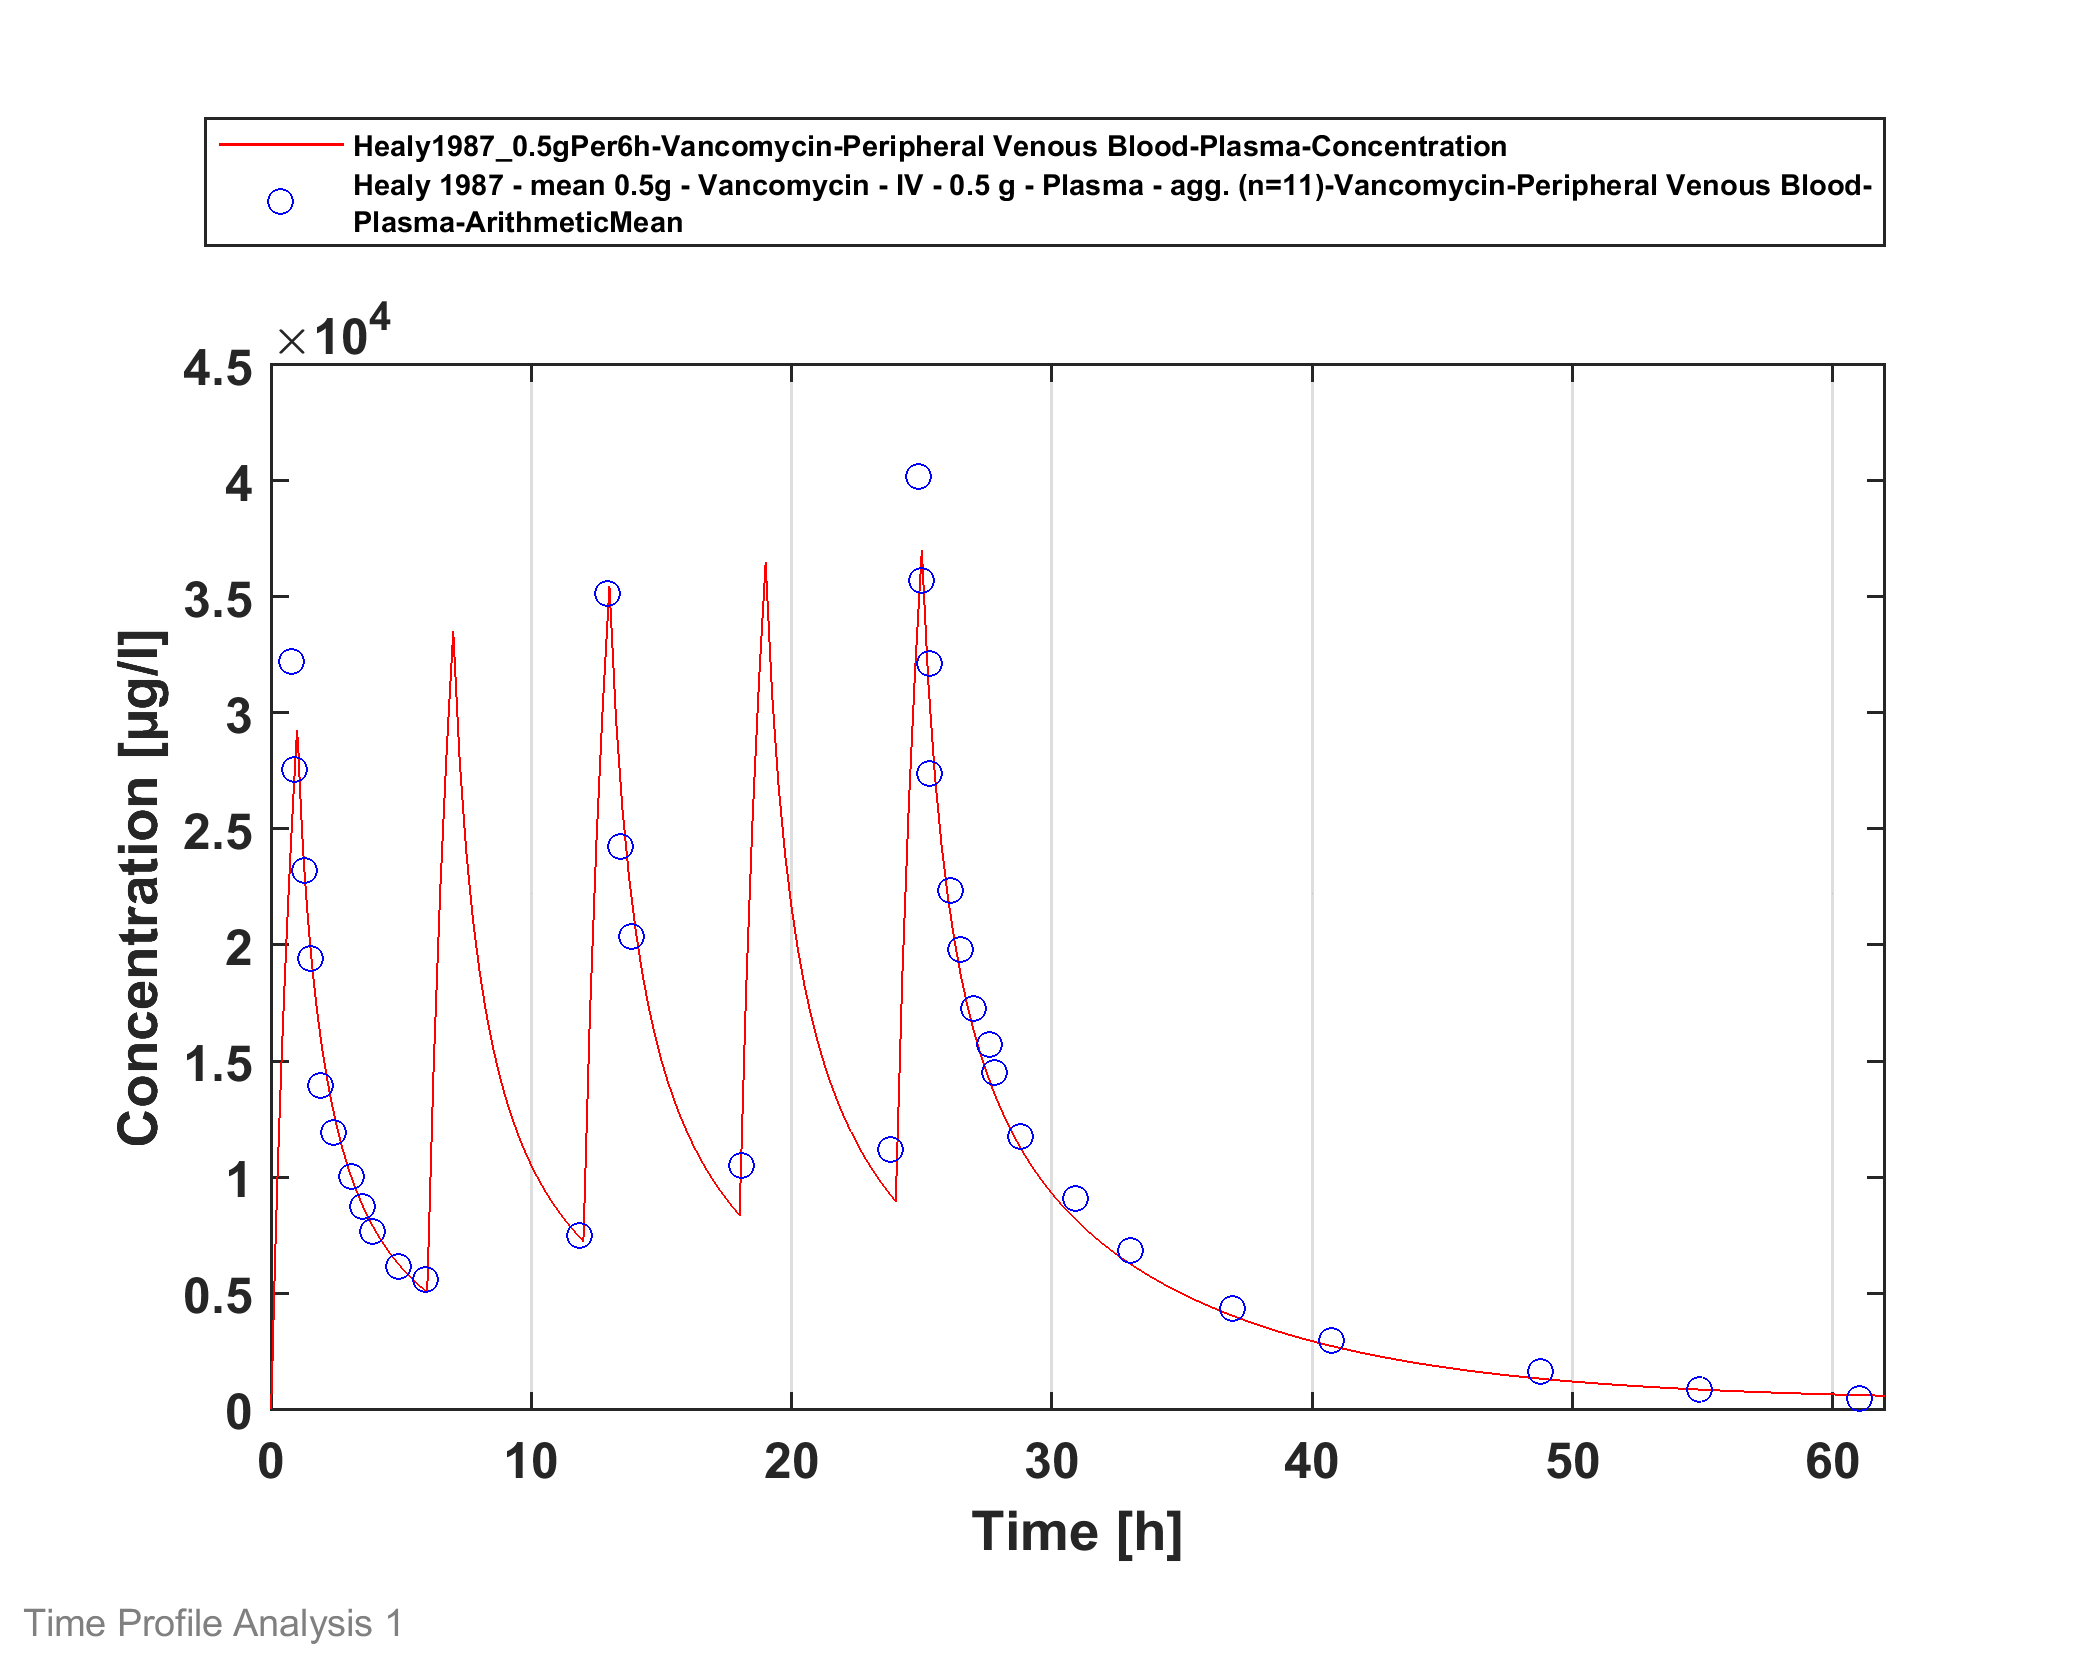 Healy1987_0.5gPer6h-Vancomycin-Peripheral Venous Blood-Plasma-Concentration
Healy 1987 - mean 0.5g - Vancomycin - IV - 0.5 g - Plasma - agg. (n=11)-Vancomycin-Peripheral Venous Blood-
Plasma-ArithmeticMean
×10⁴
4.5
4
3.5
3
2.5
2
1.5
1
0.5
0
Concentration [µg/l]
0 10 20 30 40 50 60
Time [h]
Time Profile Analysis 1